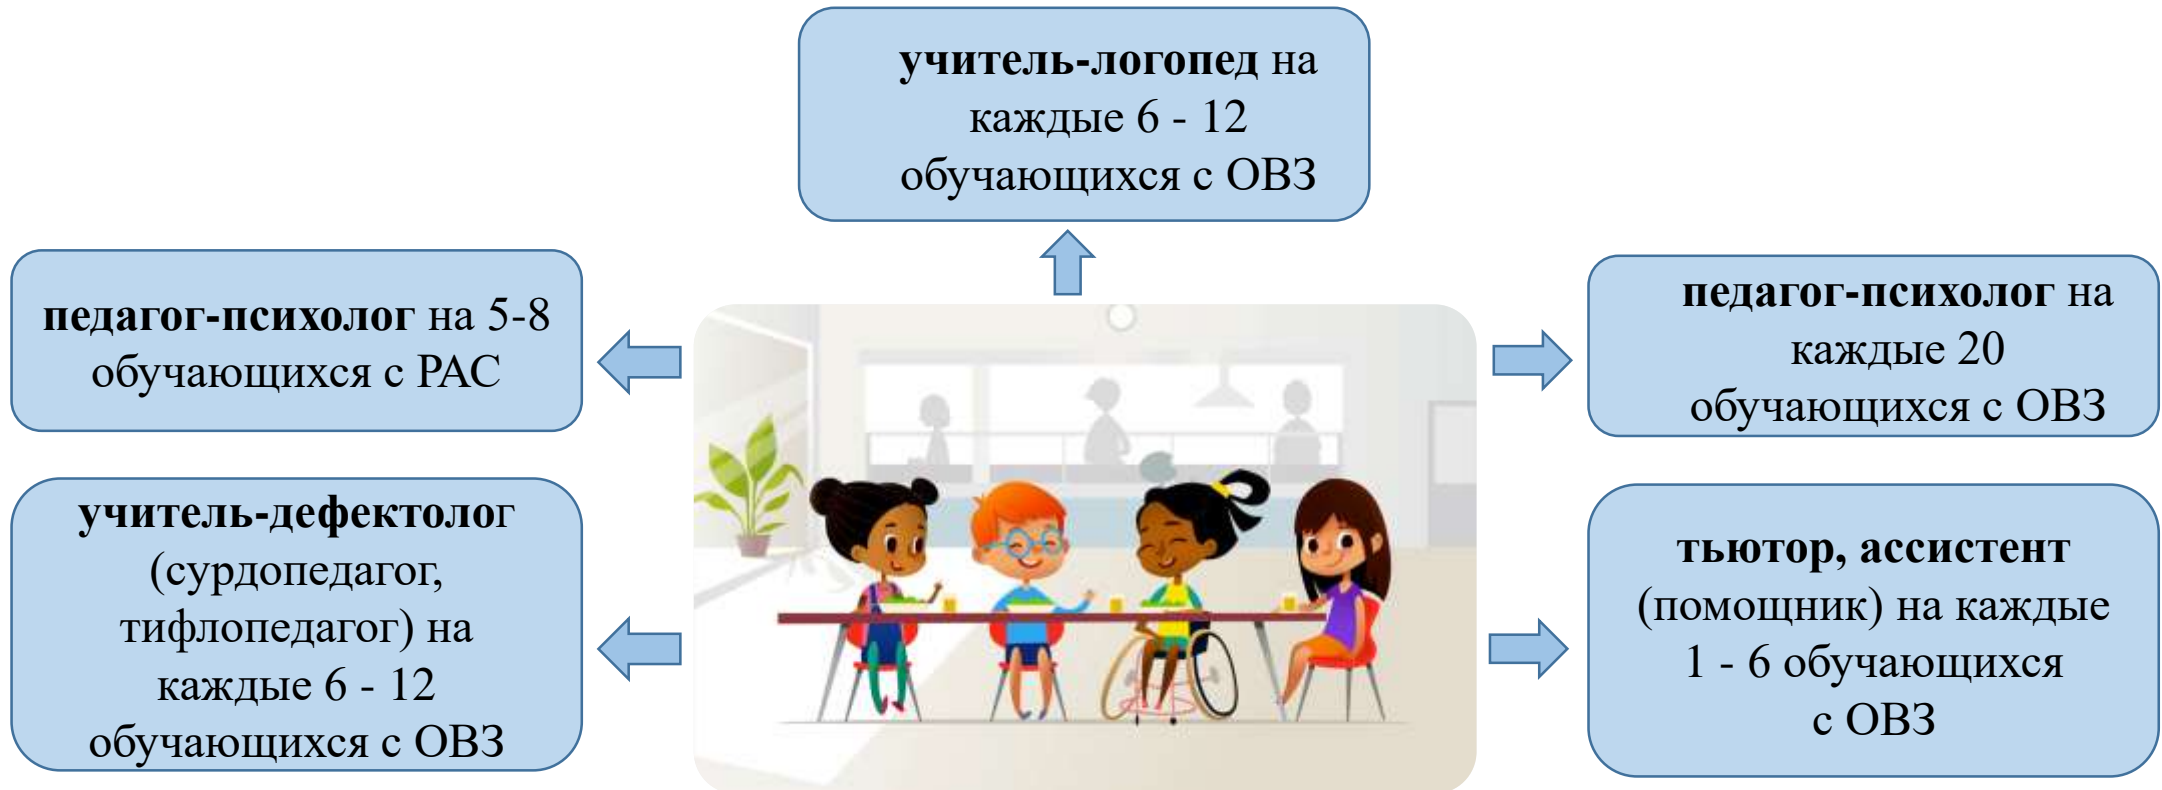 учитель-логопед на
каждые 6 - 12
обучающихся с ОВЗ
педагог-психолог на 5-8
обучающихся с РАС
педагог-психолог на
каждые 20
обучающихся с ОВЗ
учитель-дефектолог
(сурдопедагог,
тифлопедагог) на
каждые 6 - 12
обучающихся с ОВЗ
тьютор, ассистент
(помощник) на каждые
1 - 6 обучающихся
с ОВЗ